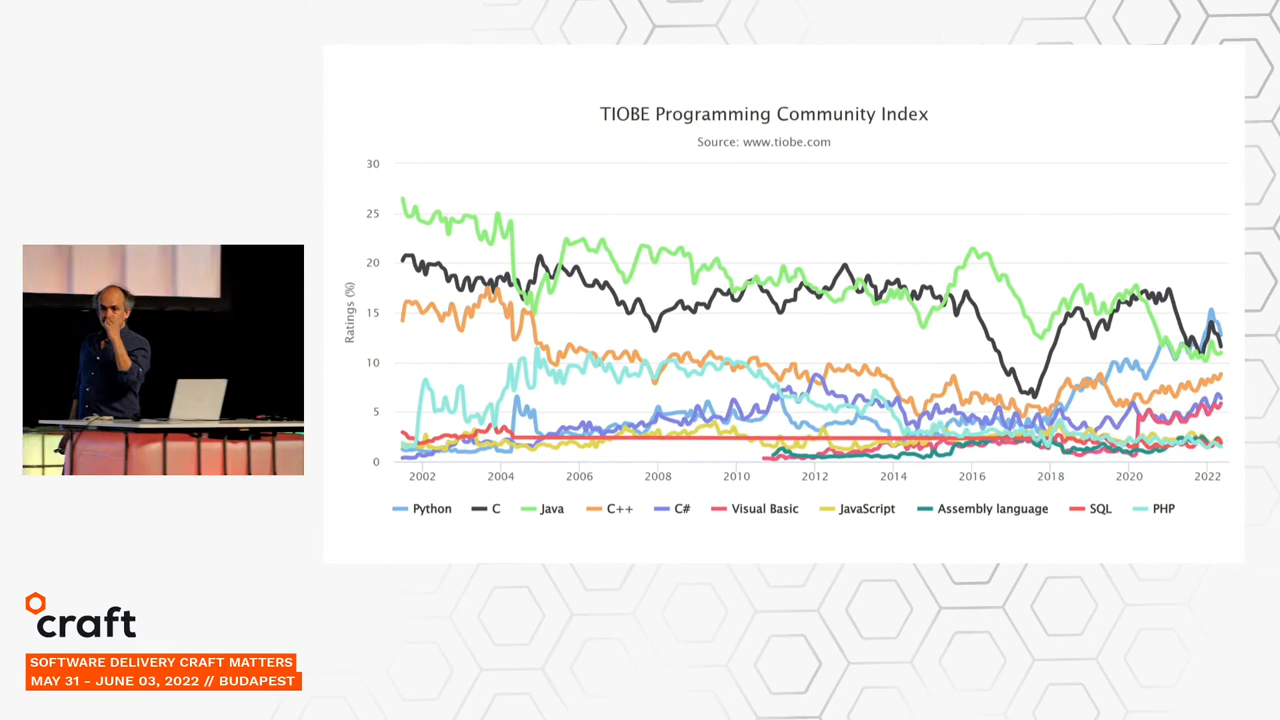 TIOBE Programming Community Index
Source: www.tiobe.com
Ratings (%)
30
25
20
15
10
5
0
2002 2004 2006 2008 2010 2012 2014 2016 2018 2020 2022
Python C Java C++ C# Visual Basic JavaScript Assembly language SQL PHP
craft
SOFTWARE DELIVERY CRAFT MATTERS
MAY 31 - JUNE 03, 2022 // BUDAPEST